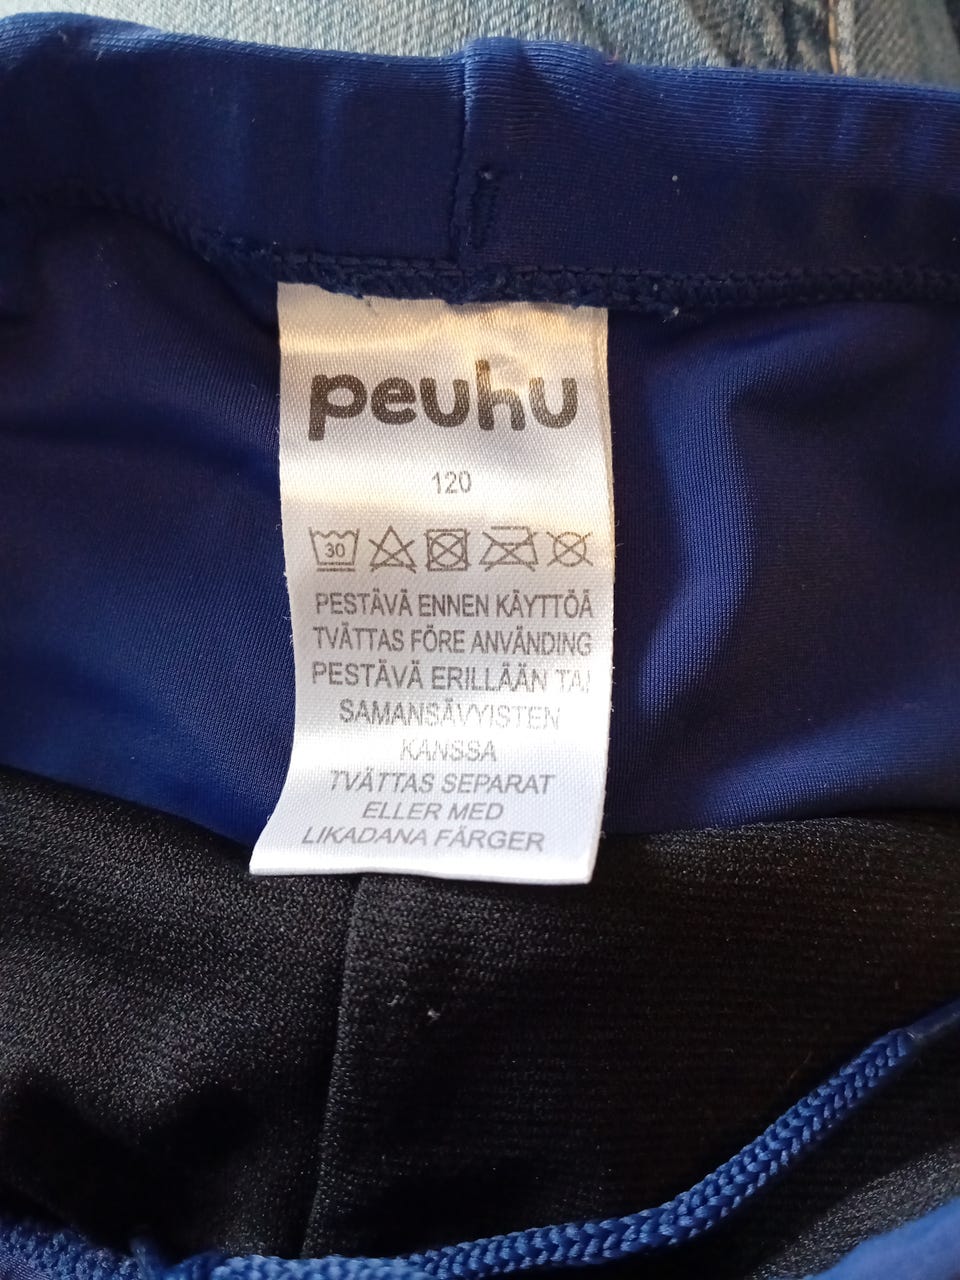 peuhu
120
30
PESTÄVÄ ENNEN KÄYTTÖÄ
TVÄTTAS FÖRE ANVÄNDING
PESTÄVÄ ERILLÄÄN TAI
SAMANSÄVYISTEN
KANSSA
TVÄTTAS SEPARAT
ELLER MED
LIKADANA FÄRGER